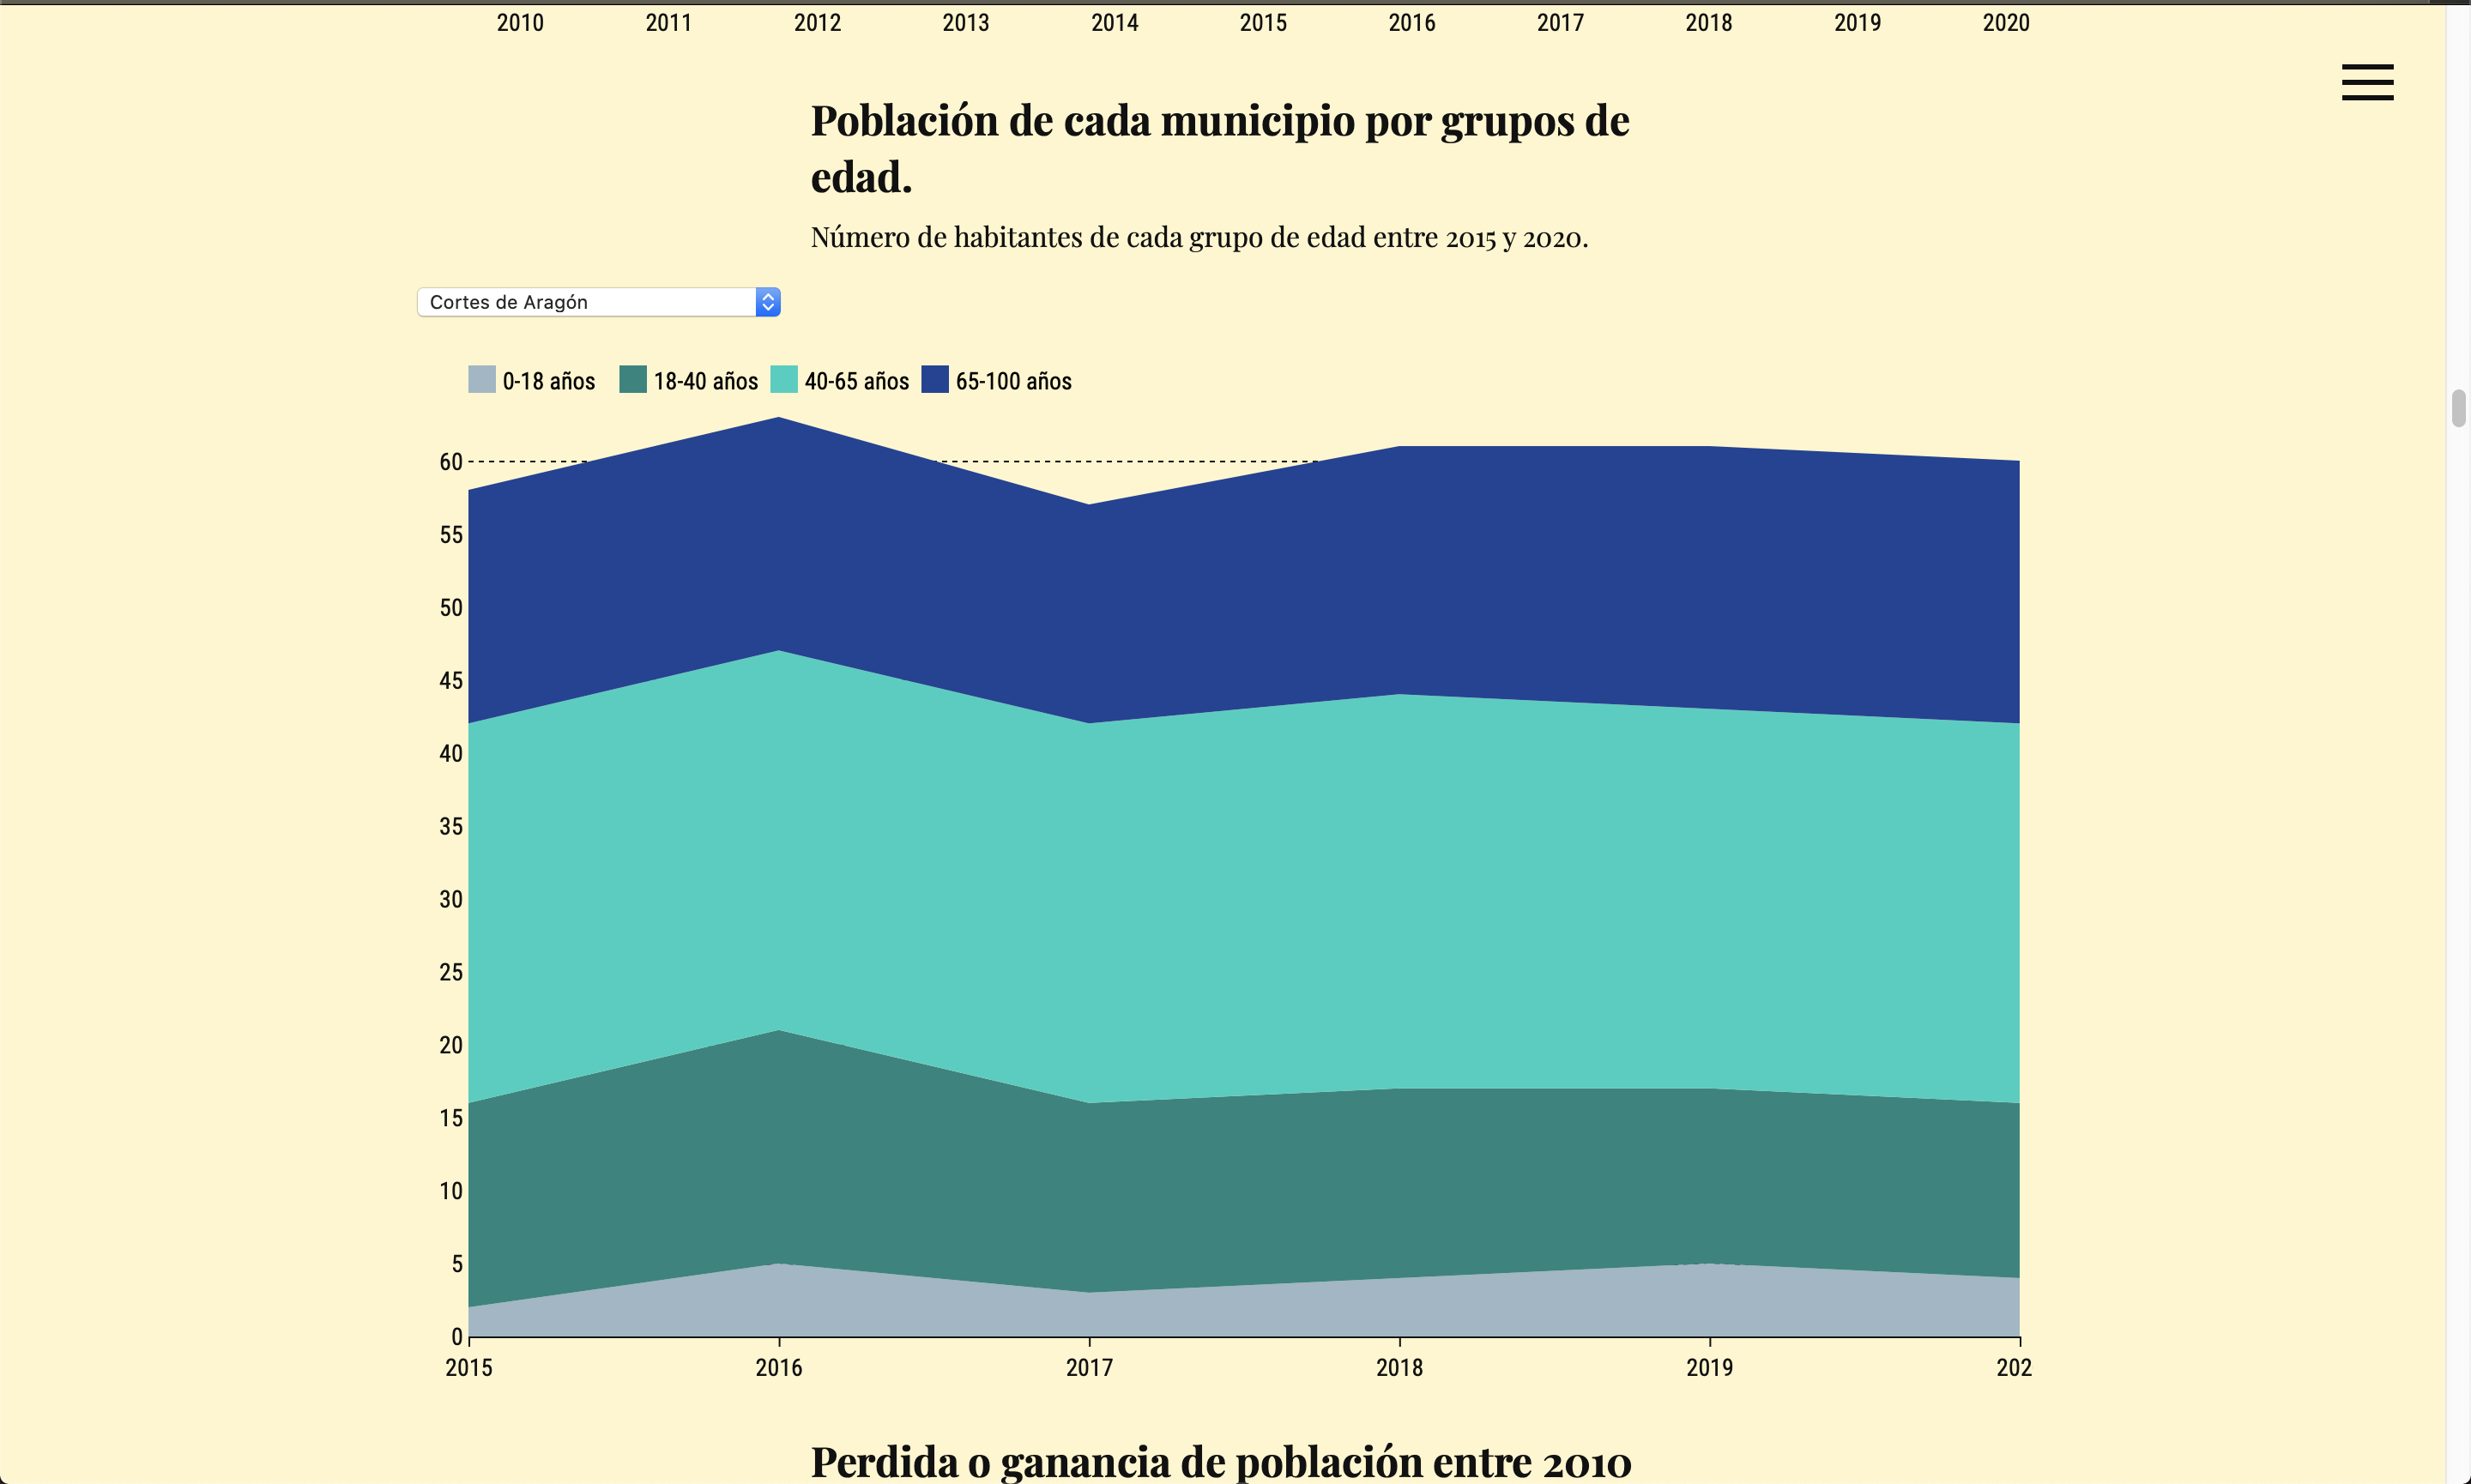 2010 2011 2012 2013 2014 2015 2016 2017 2018 2019 2020
Población de cada municipio por grupos de
edad.
Número de habitantes de cada grupo de edad entre 2015 y 2020.
Cortes de Aragón
0-18 años 18-40 años 40-65 años 65-100 años
60
55
50
45
40
35
30
25
20
15
10
5
0
2015 2016 2017 2018 2019 202
Perdida o ganancia de población entre 2010